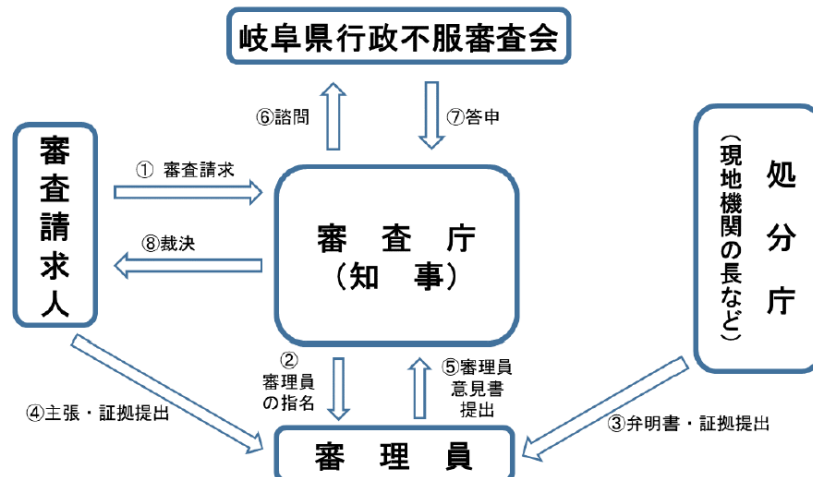 岐阜県行政不服審査会
⑥諮問
⑦答申
審査請求人
① 審査請求
⑧裁決
審査庁
（知事）
処分庁
（現地機関の長など）
②
審理員
の指名
⑤審理員
意見書
提出
④主張・証拠提出
③弁明書・証拠提出
審理員